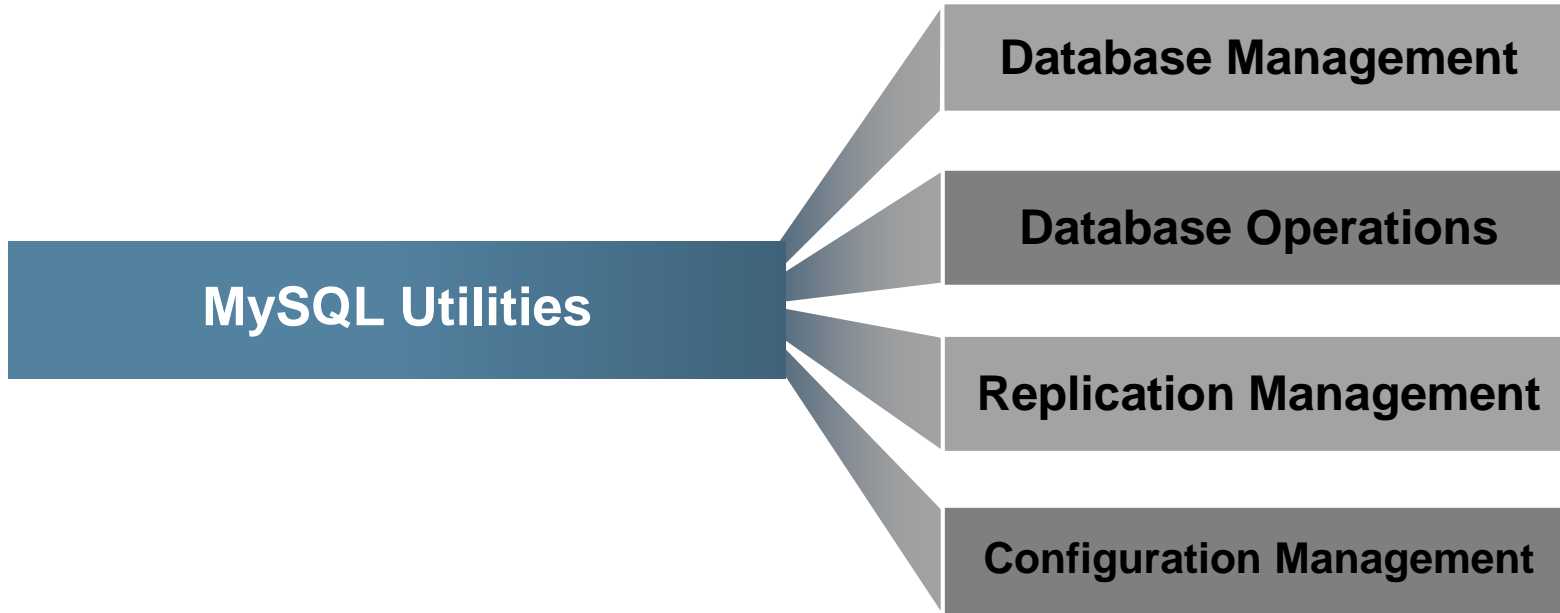 MySQL Utilities
Database Management
Database Operations
Replication Management
Configuration Management